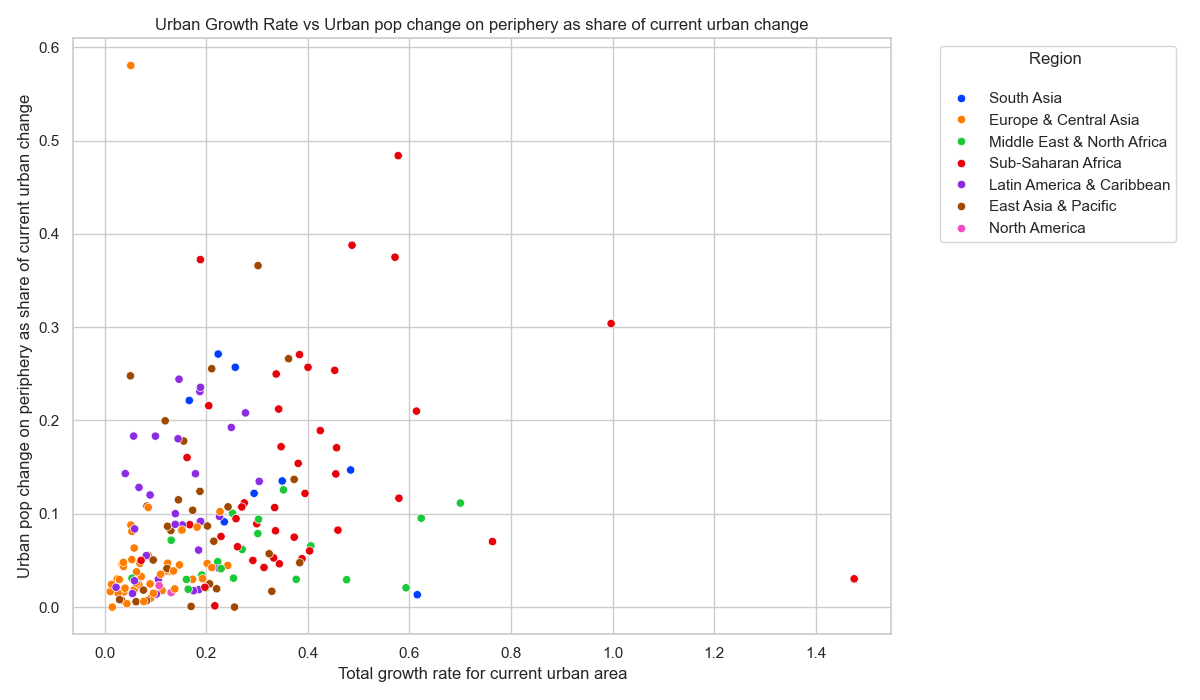 Urban Growth Rate vs Urban pop change on periphery as share of current urban change
Urban pop change on periphery as share of current urban change
0.6
0.5
0.4
0.3
0.2
0.1
0.0
0.0 0.2 0.4 0.6 0.8 1.0 1.2 1.4
Total growth rate for current urban area
Region
South Asia
Europe & Central Asia
Middle East & North Africa
Sub-Saharan Africa
Latin America & Caribbean
East Asia & Pacific
North America